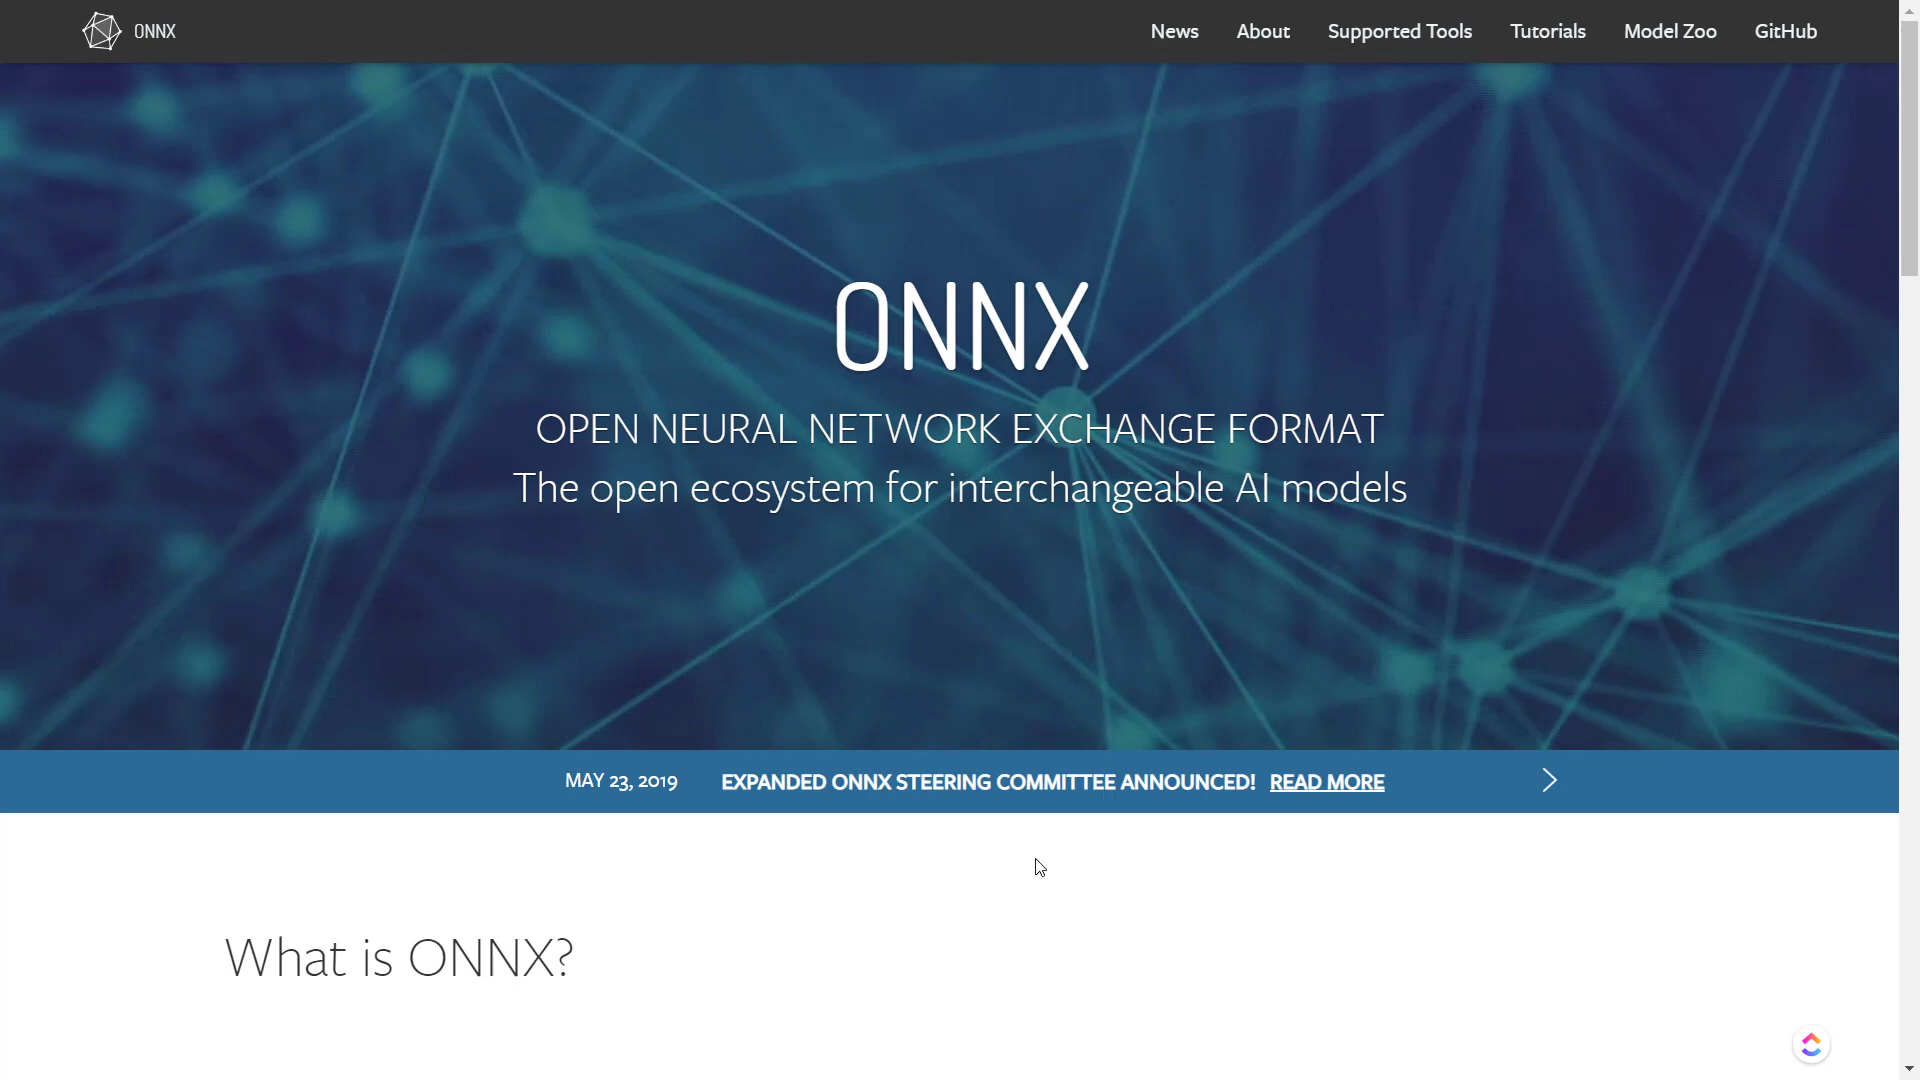 ONNX
News About Supported Tools Tutorials Model Zoo GitHub
ONNX
OPEN NEURAL NETWORK EXCHANGE FORMAT
The open ecosystem for interchangeable AI models
MAY 23, 2019 EXPANDED ONNX STEERING COMMITTEE ANNOUNCED! READ MORE
What is ONNX?